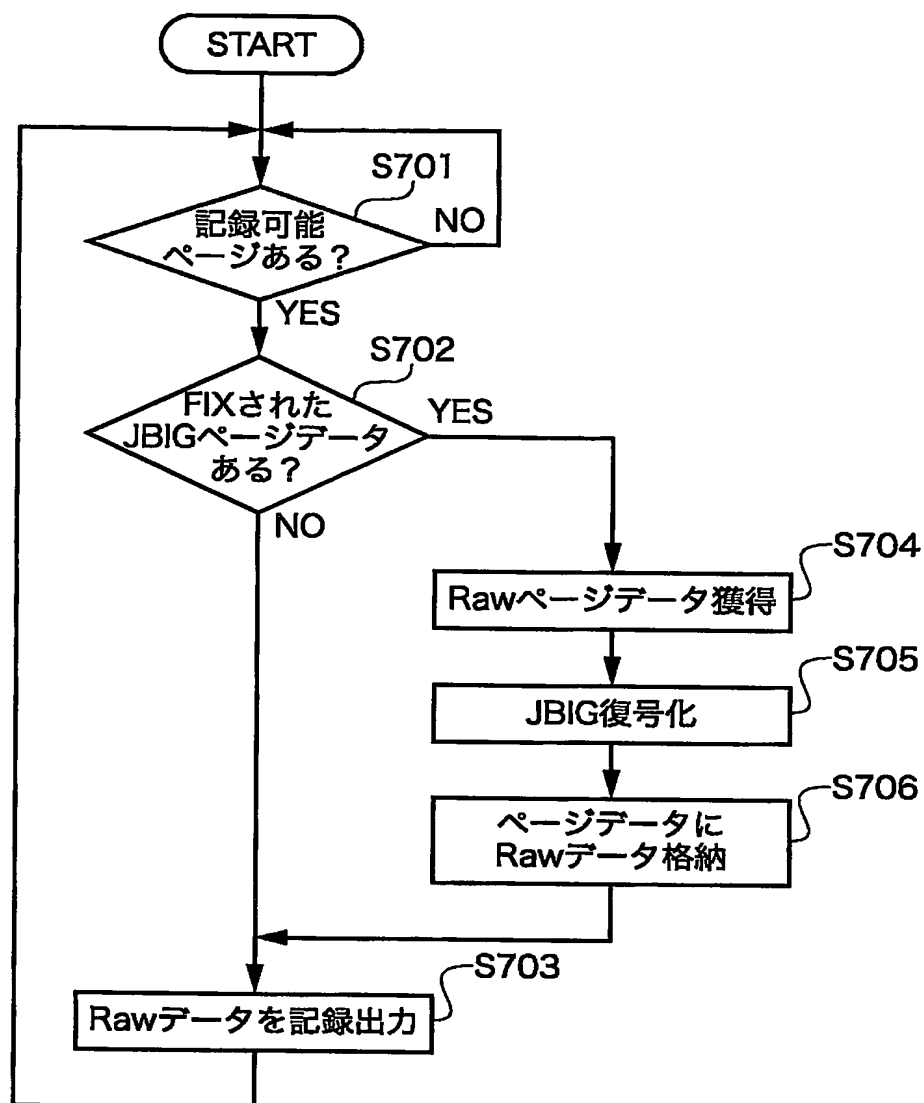 START
S701
記録可能
ページある？
NO
YES
S702
FIXされた
JBIGページデータ
ある？
YES
NO
S704
Rawページデータ獲得
S705
JBIG復号化
S706
ページデータに
Rawデータ格納
S703
Rawデータを記録出力